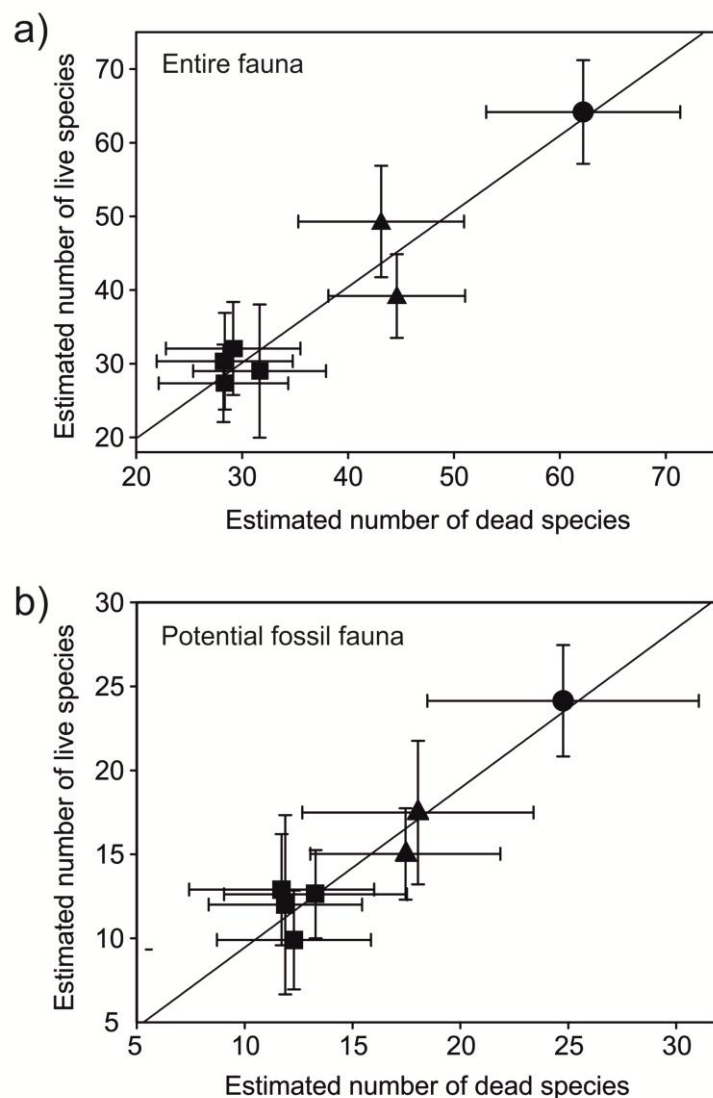 a)
Entire fauna
Estimated number of live species
70
60
50
40
30
20
20 30 40 50 60 70
Estimated number of dead species
b)
Potential fossil fauna
Estimated number of live species
30
25
20
15
10
5
5 10 15 20 25 30
Estimated number of dead species